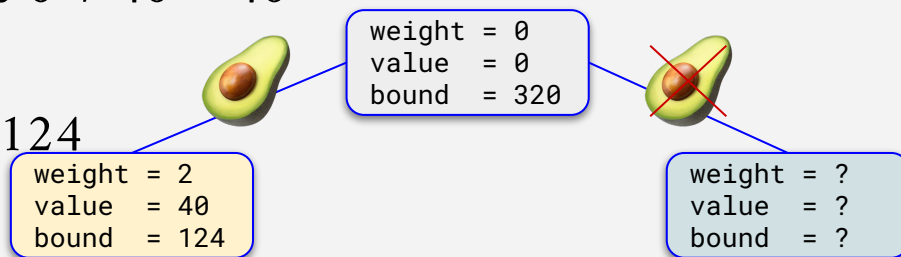 weight = 0
value = 0
bound = 320
124
weight = 2
value = 40
bound = 124
weight = ?
value = ?
bound = ?